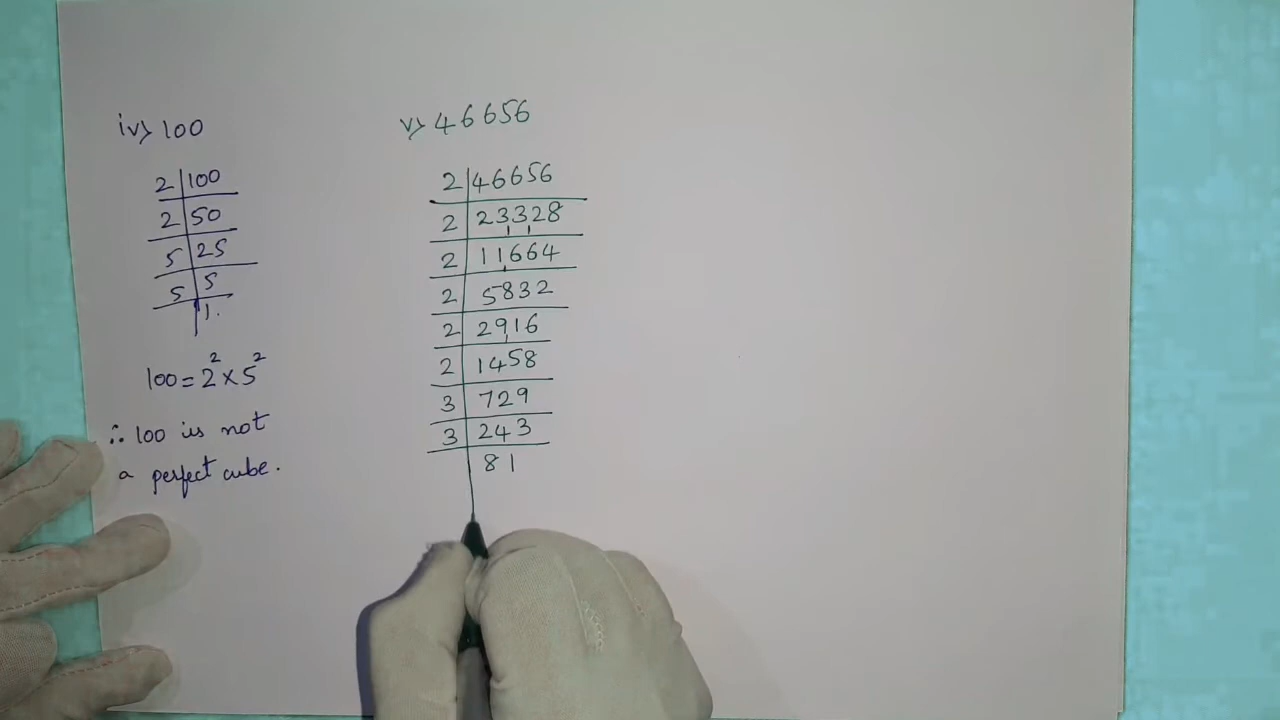 iv) 100
2 | 100
2 | 50
5 | 25
5 | 5
1.
100 = 2² × 5²
∴ 100 is not
a perfect cube.
v) 46656
2 | 46656
2 | 23328
2 | 11664
2 | 5832
2 | 2916
2 | 1458
3 | 729
3 | 243
81